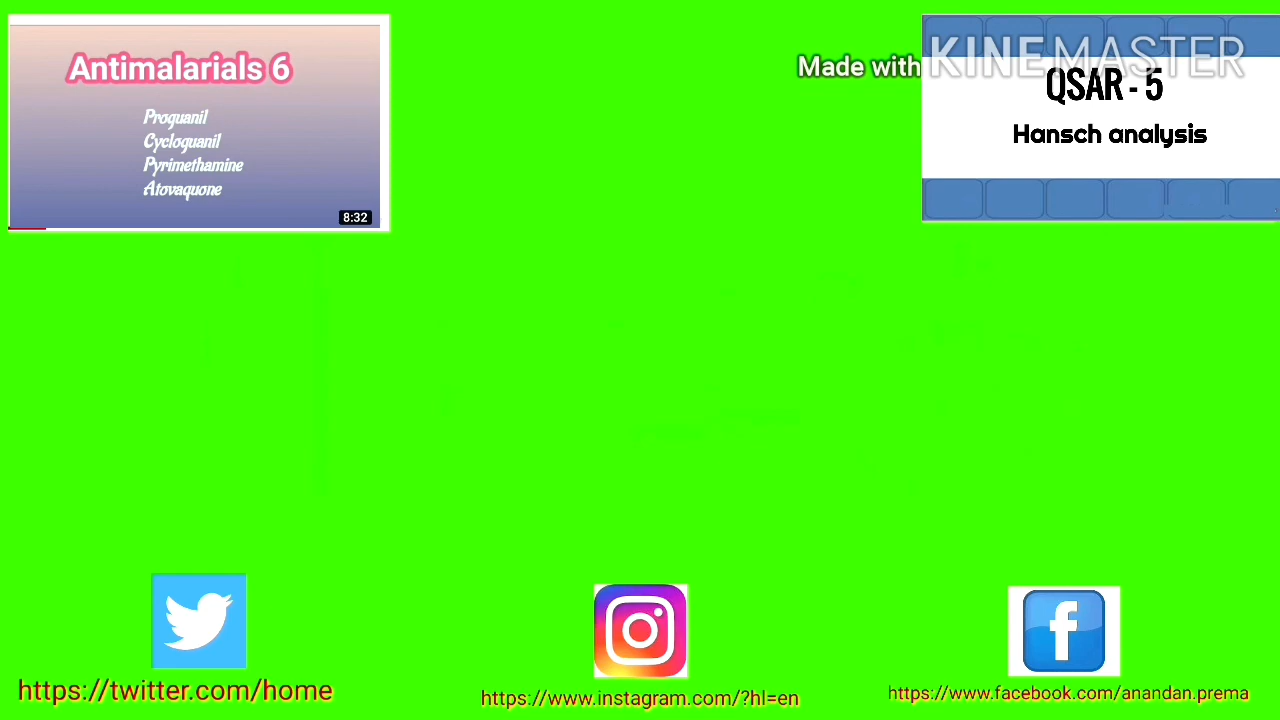 Antimalarials 6
Proguanil
Cycloguanil
Pyrimethamine
Atovaquone
8:32
Made with KINEMASTER
QSAR - 5
Hansch analysis
https://twitter.com/home
https://www.instagram.com/?hl=en
https://www.facebook.com/anandan.prema